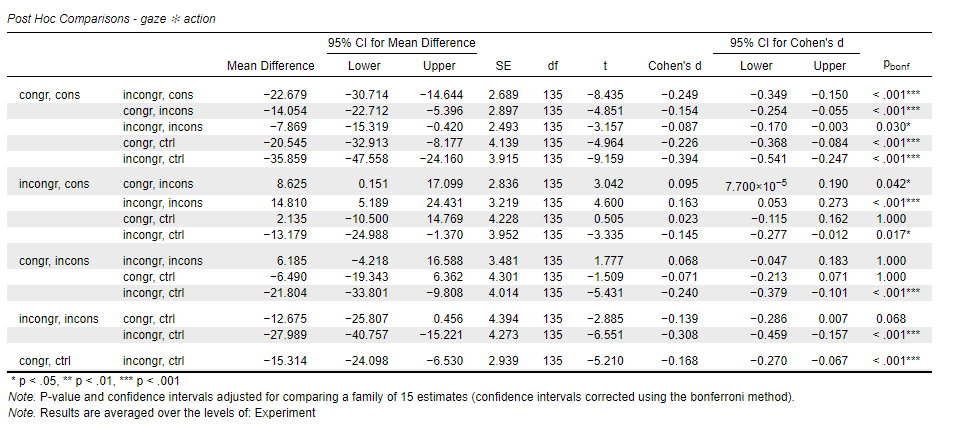 Post Hoc Comparisons - gaze ✻ action
95% CI for Mean Difference 95% CI for Cohen's d
Mean Difference Lower Upper SE df t Cohen's d Lower Upper pbonf
congr, cons incongr, cons −22.679 −30.714 −14.644 2.689 135 −8.435 −0.249 −0.349 −0.150 < .001***
congr, incons −14.054 −22.712 −5.396 2.897 135 −4.851 −0.154 −0.254 −0.055 < .001***
incongr, incons −7.869 −15.319 −0.420 2.493 135 −3.157 −0.087 −0.170 −0.003 0.030*
congr, ctrl −20.545 −32.913 −8.177 4.139 135 −4.964 −0.226 −0.368 −0.084 < .001***
incongr, ctrl −35.859 −47.558 −24.160 3.915 135 −9.159 −0.394 −0.541 −0.247 < .001***
incongr, cons congr, incons 8.625 0.151 17.099 2.836 135 3.042 0.095 7.700×10−5 0.190 0.042*
incongr, incons 14.810 5.189 24.431 3.219 135 4.600 0.163 0.053 0.273 < .001***
congr, ctrl 2.135 −10.500 14.769 4.228 135 0.505 0.023 −0.115 0.162 1.000
incongr, ctrl −13.179 −24.988 −1.370 3.952 135 −3.335 −0.145 −0.277 −0.012 0.017*
congr, incons incongr, incons 6.185 −4.218 16.588 3.481 135 1.777 0.068 −0.047 0.183 1.000
congr, ctrl −6.490 −19.343 6.362 4.301 135 −1.509 −0.071 −0.213 0.071 1.000
incongr, ctrl −21.804 −33.801 −9.808 4.014 135 −5.431 −0.240 −0.379 −0.101 < .001***
incongr, incons congr, ctrl −12.675 −25.807 0.456 4.394 135 −2.885 −0.139 −0.286 0.007 0.068
incongr, ctrl −27.989 −40.757 −15.221 4.273 135 −6.551 −0.308 −0.459 −0.157 < .001***
congr, ctrl incongr, ctrl −15.314 −24.098 −6.530 2.939 135 −5.210 −0.168 −0.270 −0.067 < .001***
* p < .05, ** p < .01, *** p < .001
Note. P-value and confidence intervals adjusted for comparing a family of 15 estimates (confidence intervals corrected using the bonferroni method).
Note. Results are averaged over the levels of: Experiment